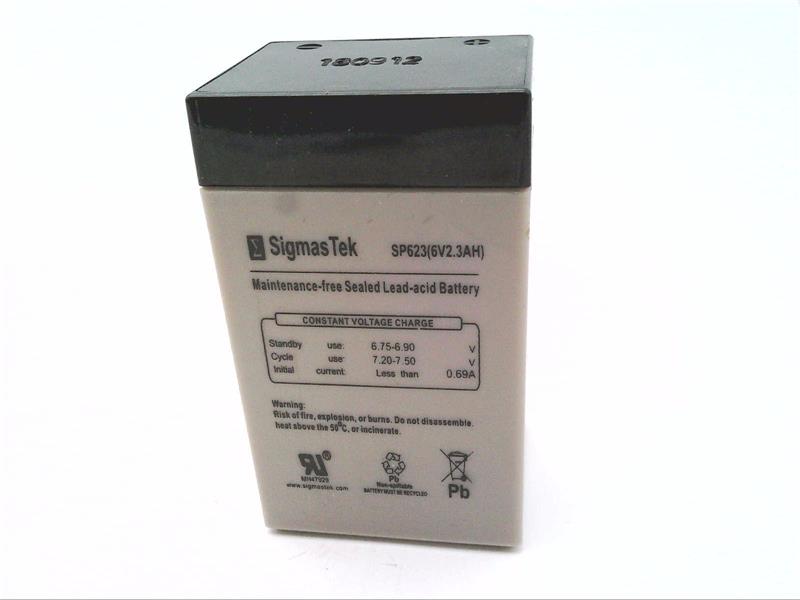 180912
Σ SigmasTek SP623(6V2.3AH)
Maintenance-free Sealed Lead-acid Battery
CONSTANT VOLTAGE CHARGE
Standby use: 6.75-6.90 V
Cycle use: 7.20-7.50 V
Initial current: Less than 0.69A
Warning:
Risk of fire, explosion, or burns. Do not disassemble.
heat above the 50°C, or incinerate.
RU®
MH47929
www.sigmastek.com
Pb
Non-spillable
BATTERY MUST BE RECYCLED
Pb